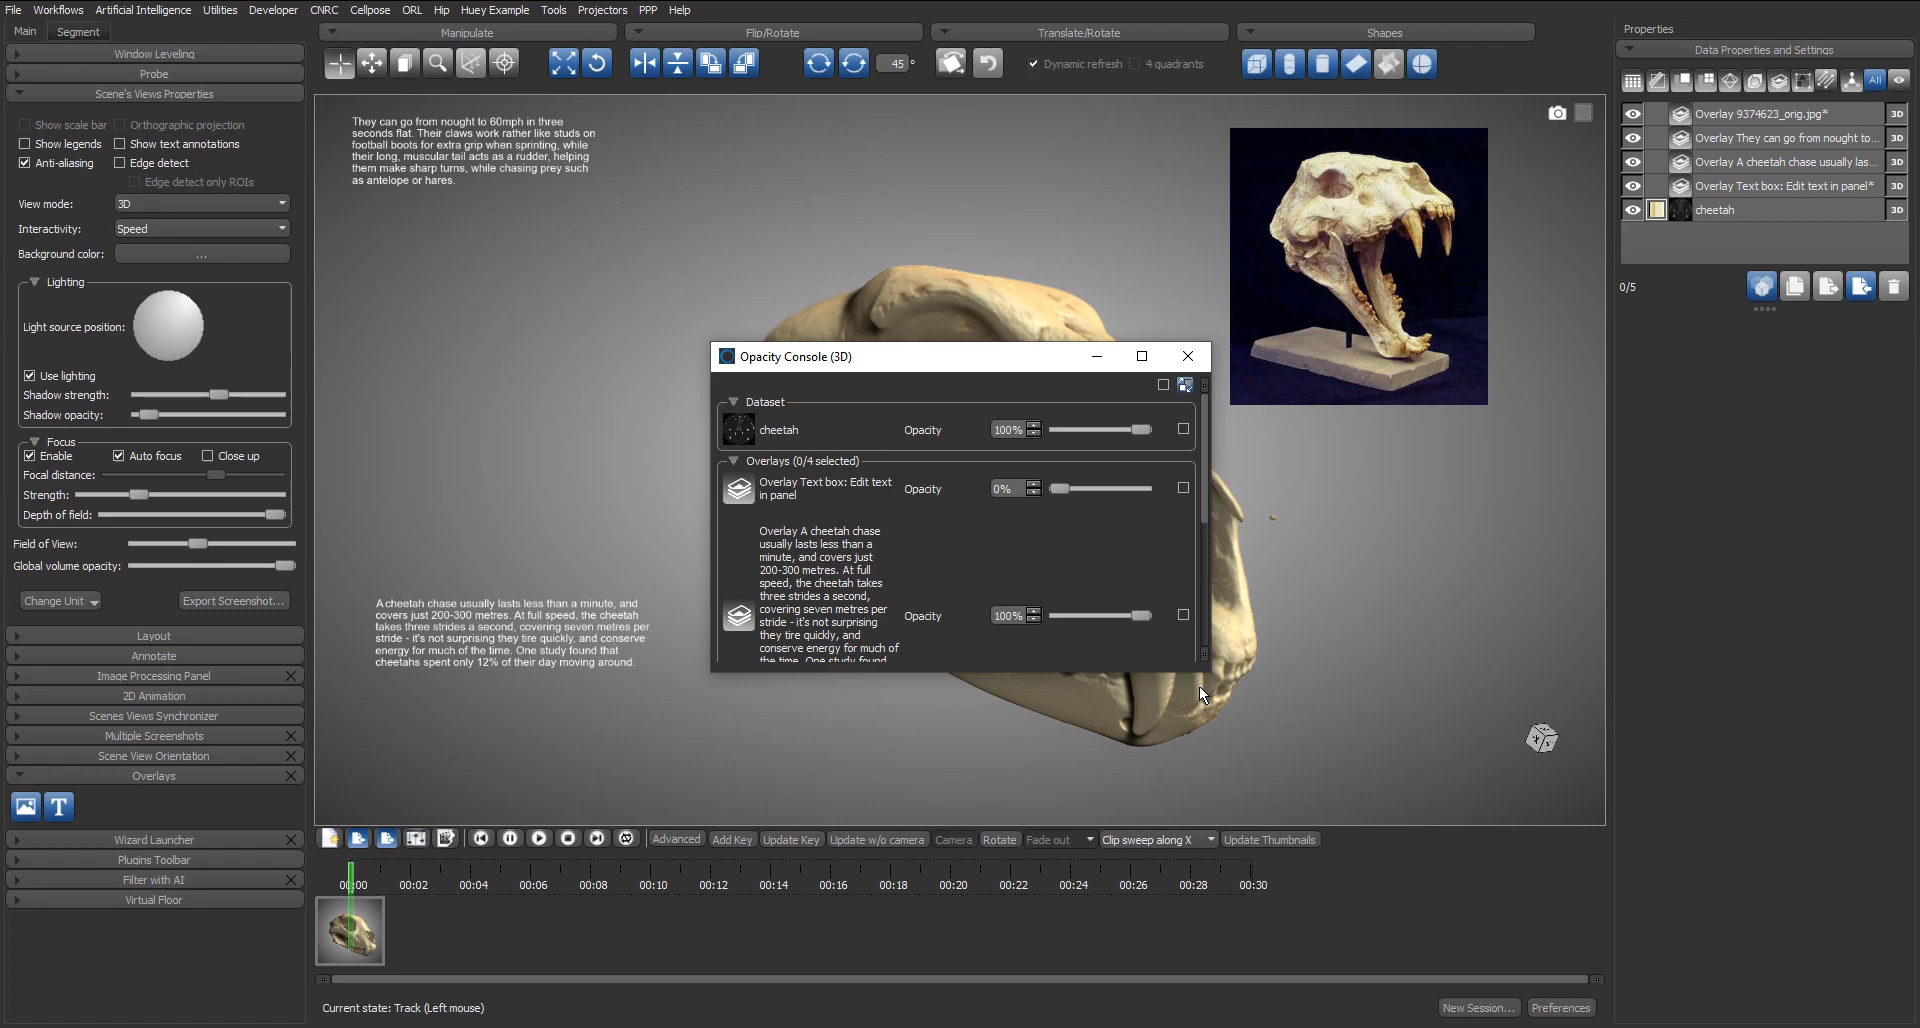 File Workflows Artificial Intelligence Utilities Developer CNRC Cellpose ORL Hip Huey Example Tools Projectors PPP Help
Main Segment
Window Leveling
Probe
Scene's Views Properties
Show scale bar Orthographic projection
Show legends Show text annotations
Anti-aliasing Edge detect
Edge detect only ROIs
View mode: 3D
Interactivity: Speed
Background color: ...
Lighting
Light source position:
Use lighting
Shadow strength:
Shadow opacity:
Focus
Enable Auto focus Close up
Focal distance:
Strength:
Depth of field:
Field of View:
Global volume opacity:
Change Unit Export Screenshot...
Layout
Annotate
Image Processing Panel
2D Animation
Scenes Views Synchronizer
Multiple Screenshots
Scene View Orientation
Overlays
T
Wizard Launcher
Plugins Toolbar
Filter with AI
Virtual Floor
Manipulate Flip/Rotate Translate/Rotate Shapes
45 ° Dynamic refresh 4 quadrants
They can go from nought to 60mph in three
seconds flat. Their claws work rather like studs on
football boots for extra grip when sprinting, while
their long, muscular tail acts as a rudder, helping
them make sharp turns, while chasing prey such
as antelope or hares.
Opacity Console (3D)
Dataset
cheetah Opacity 100%
Overlays (0/4 selected)
Overlay Text box: Edit text
in panel
Opacity 0%
Overlay A cheetah chase
usually lasts less than a
minute, and covers just
200-300 metres. At full
speed, the cheetah takes
three strides a second,
covering seven metres per
stride - it's not surprising
they tire quickly, and
conserve energy for much of
the time. One study found
Opacity 100%
A cheetah chase usually lasts less than a minute, and
covers just 200-300 metres. At full speed, the cheetah
takes three strides a second, covering seven metres per
stride - it's not surprising they tire quickly, and conserve
energy for much of the time. One study found that
cheetahs spent only 12% of their day moving around.
Advanced Add Key Update Key Update w/o camera Camera Rotate Fade out Clip sweep along X Update Thumbnails
00:00 00:02 00:04 00:06 00:08 00:10 00:12 00:14 00:16 00:18 00:20 00:22 00:24 00:26 00:28 00:30
Current state: Track (Left mouse)
New Session... Preferences
Properties
Data Properties and Settings
All
Overlay 9374623_orig.jpg* 3D
Overlay They can go from nought to... 3D
Overlay A cheetah chase usually las... 3D
Overlay Text box: Edit text in panel* 3D
cheetah 3D
0/5